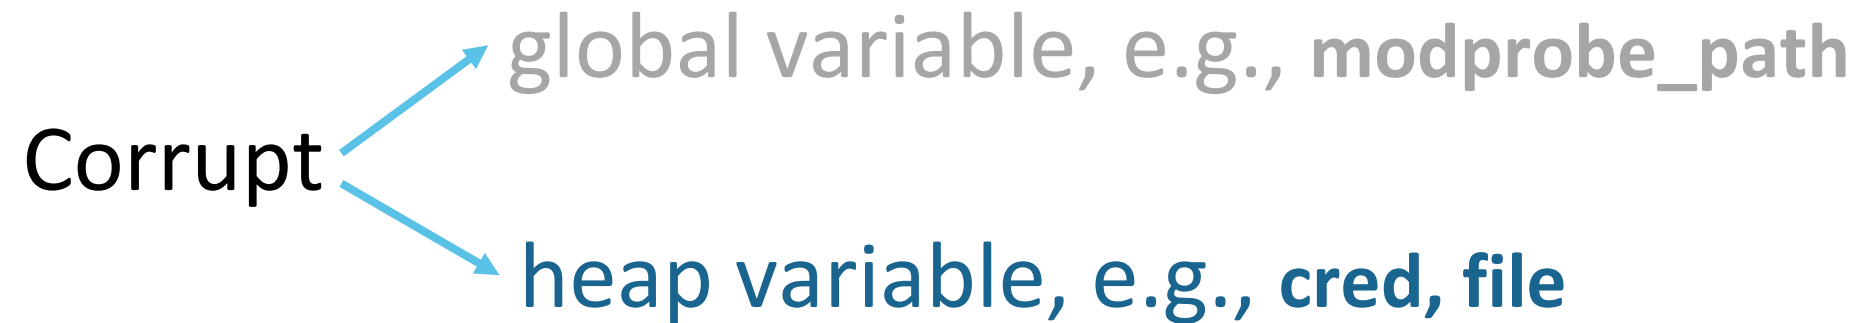 global variable, e.g., modprobe_path
Corrupt
heap variable, e.g., cred, file